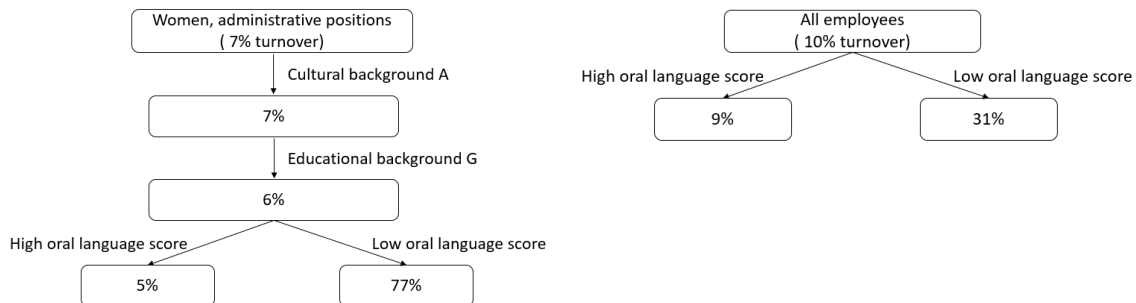 Women, administrative positions
( 7% turnover)
Cultural background A
7%
Educational background G
6%
High oral language score
Low oral language score
5%
77%
All employees
( 10% turnover)
High oral language score
Low oral language score
9%
31%